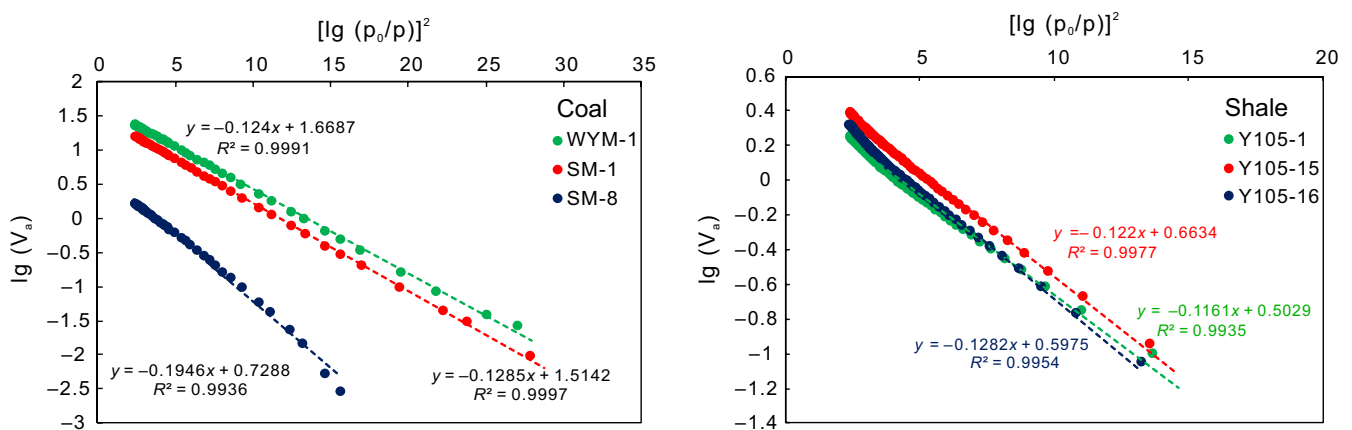 [lg (p₀/p)]²
0 5 10 15 20 25 30 35
2
1.5
1
0.5
0
−0.5
−1
−1.5
−2
−2.5
−3
lg (Vₐ)
Coal
WYM-1
SM-1
SM-8
y = −0.124x + 1.6687
R² = 0.9991
y = −0.1946x + 0.7288
R² = 0.9936
y = −0.1285x + 1.5142
R² = 0.9997
[lg (p₀/p)]²
0 5 10 15 20
0.6
0.4
0.2
0
−0.2
−0.4
−0.6
−0.8
−1.0
−1.2
−1.4
lg (Vₐ)
Shale
Y105-1
Y105-15
Y105-16
y =− 0.122x + 0.6634
R² = 0.9977
y = −0.1161x + 0.5029
R² = 0.9935
y = −0.1282x + 0.5975
R² = 0.9954